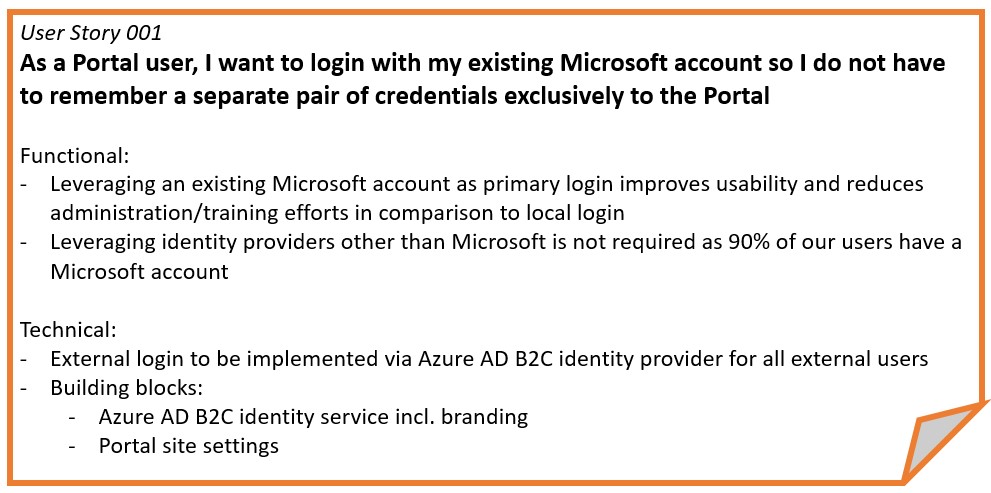 User Story 001
As a Portal user, I want to login with my existing Microsoft account so I do not have
to remember a separate pair of credentials exclusively to the Portal
Functional:
- Leveraging an existing Microsoft account as primary login improves usability and reduces
administration/training efforts in comparison to local login
- Leveraging identity providers other than Microsoft is not required as 90% of our users have a
Microsoft account
Technical:
- External login to be implemented via Azure AD B2C identity provider for all external users
- Building blocks:
- Azure AD B2C identity service incl. branding
- Portal site settings